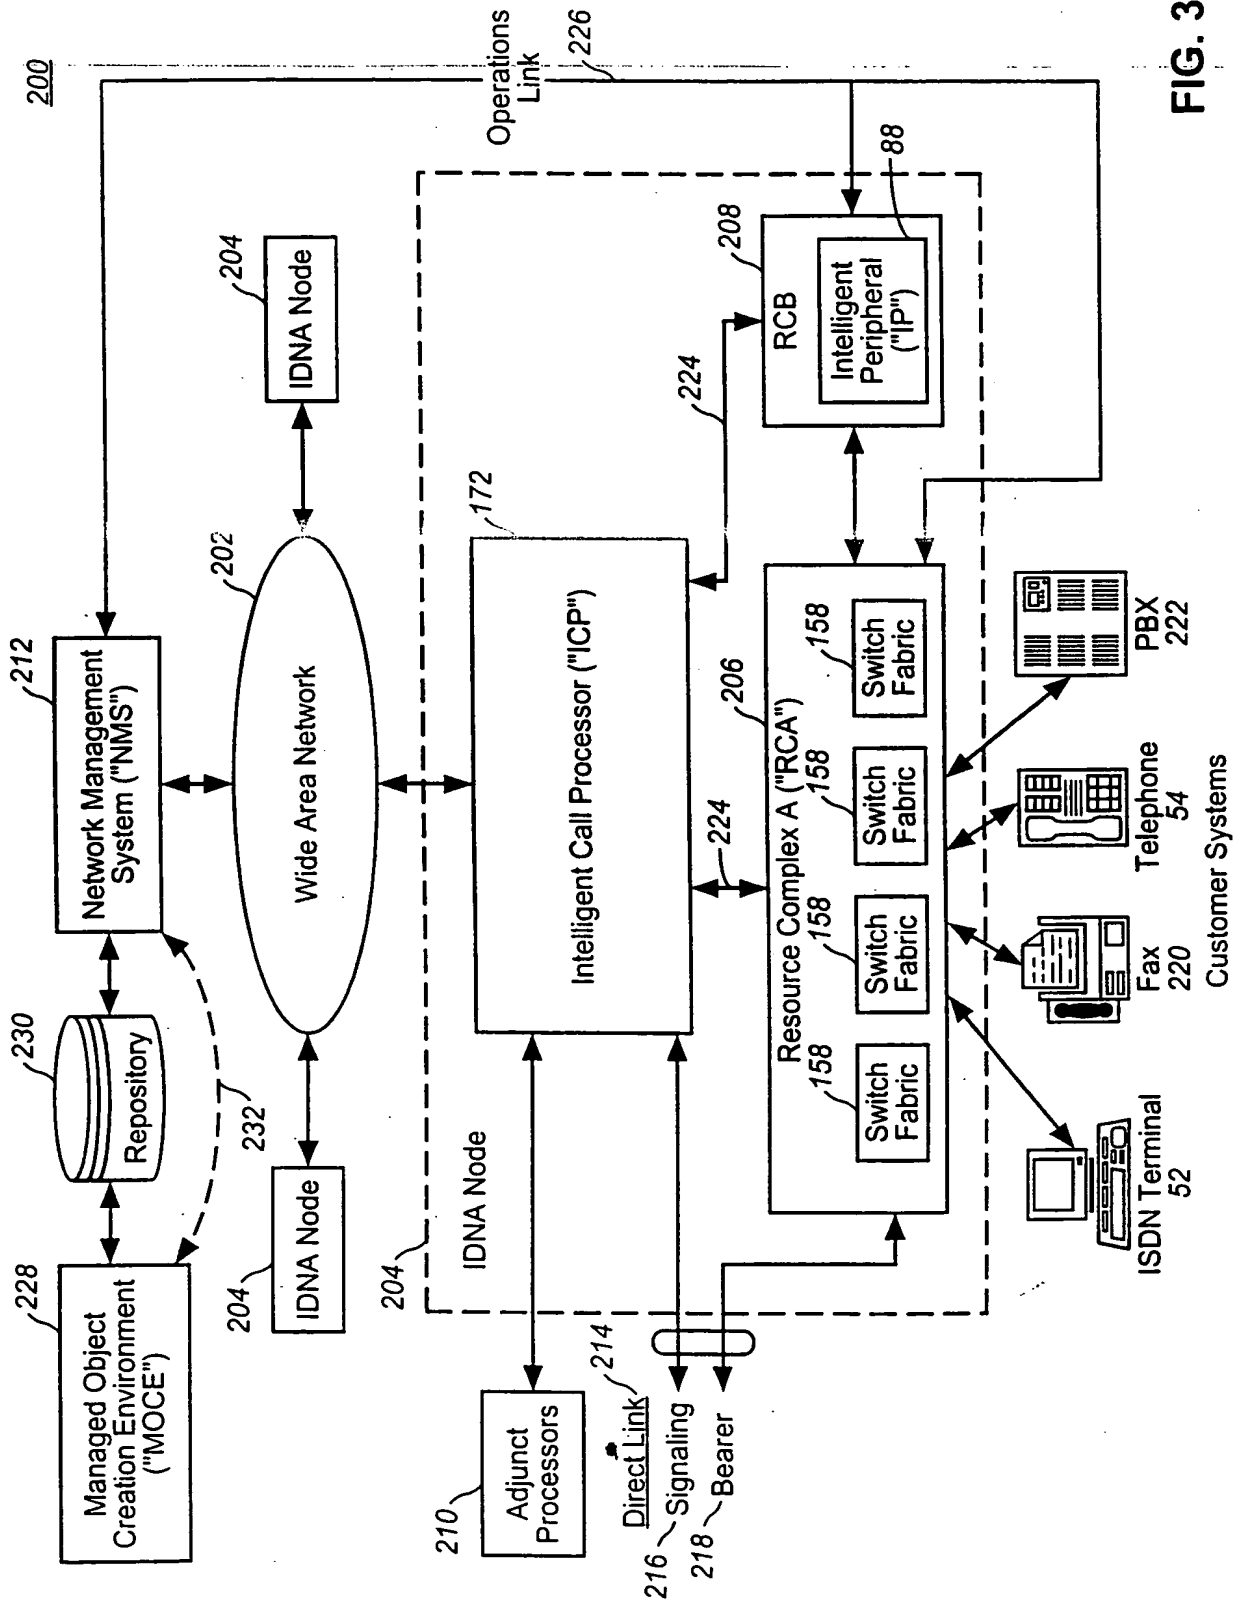 200
228
Managed Object
Creation Environment
("MOCE")
230
Repository
232
212
Network Management
System ("NMS")
Operations
Link
226
204
IDNA Node
202
Wide Area Network
204
IDNA Node
204
IDNA Node
172
Intelligent Call Processor ("ICP")
210
Adjunct
Processors
Direct Link
214
216
Signaling
218
Bearer
224
224
206
Resource Complex A ("RCA")
158
Switch
Fabric
158
Switch
Fabric
158
Switch
Fabric
158
Switch
Fabric
208
RCB
88
Intelligent
Peripheral
("IP")
ISDN Terminal
52
Fax
220
Telephone
54
PBX
222
Customer Systems
FIG. 3